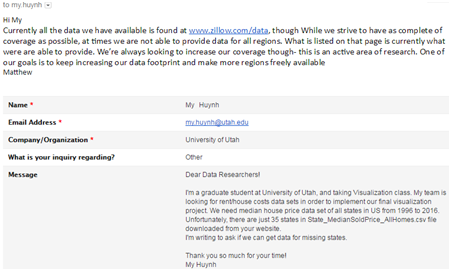 to my.huynh
Hi My
Currently all the data we have available is found at www.zillow.com/data, though While we strive to have as complete of
coverage as possible, at times we are not able to provide data for all regions. What is listed on that page is currently what
were are able to provide. We're always looking to increase our coverage though- this is an active area of research. One of
our goals is to keep increasing our data footprint and make more regions freely available
Matthew
Name * My Huynh
Email Address * my.huynh@utah.edu
Company/Organization * University of Utah
What is your inquiry regarding? Other
Message Dear Data Researchers!
I'm a graduate student at University of Utah, and taking Visualization class. My team is
looking for rent/house costs data sets in order to implement our final visualization
project. We need median house price data set of all states in US from 1996 to 2016.
Unfortunately, there are just 35 states in State_MedianSoldPrice_AllHomes.csv file
downloaded from your website.
I'm writing to ask if we can get data for missing states.
Thank you so much for your time!
My Huynh